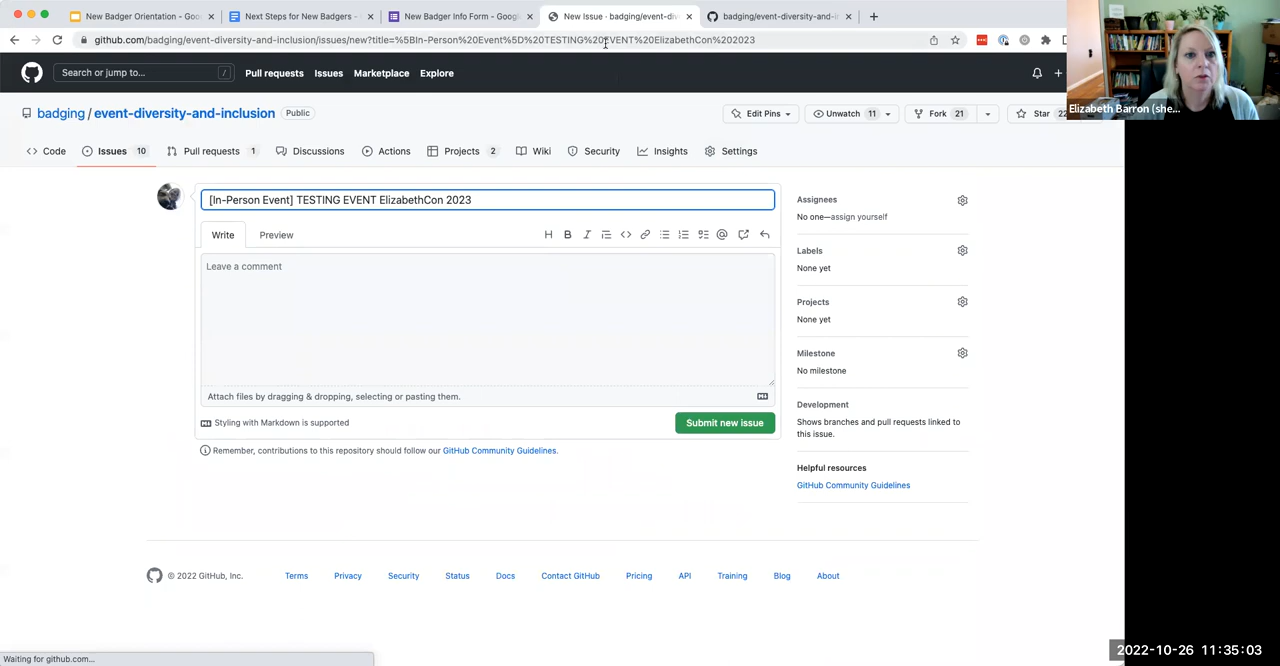 New Badger Orientation - Goo
Next Steps for New Badgers -
New Badger Info Form - Google
New Issue · badging/event-div
badging/event-diversity-and-i
github.com/badging/event-diversity-and-inclusion/issues/new?title=%5BIn-Person%20Event%5D%20TESTING%20EVENT%20ElizabethCon%202023
Search or jump to... /
Pull requests Issues Marketplace Explore
Elizabeth Barron (she...
badging / event-diversity-and-inclusion Public
Edit Pins Unwatch 11 Fork 21 Star 22
Code Issues 10 Pull requests 1 Discussions Actions Projects 2 Wiki Security Insights Settings
[In-Person Event] TESTING EVENT ElizabethCon 2023
Write Preview
Leave a comment
Attach files by dragging & dropping, selecting or pasting them.
Styling with Markdown is supported
Submit new issue
Remember, contributions to this repository should follow our GitHub Community Guidelines.
Assignees
No one—assign yourself
Labels
None yet
Projects
None yet
Milestone
No milestone
Development
Shows branches and pull requests linked to
this issue.
Helpful resources
GitHub Community Guidelines
© 2022 GitHub, Inc. Terms Privacy Security Status Docs Contact GitHub Pricing API Training Blog About
Waiting for github.com...
2022-10-26 11:35:03